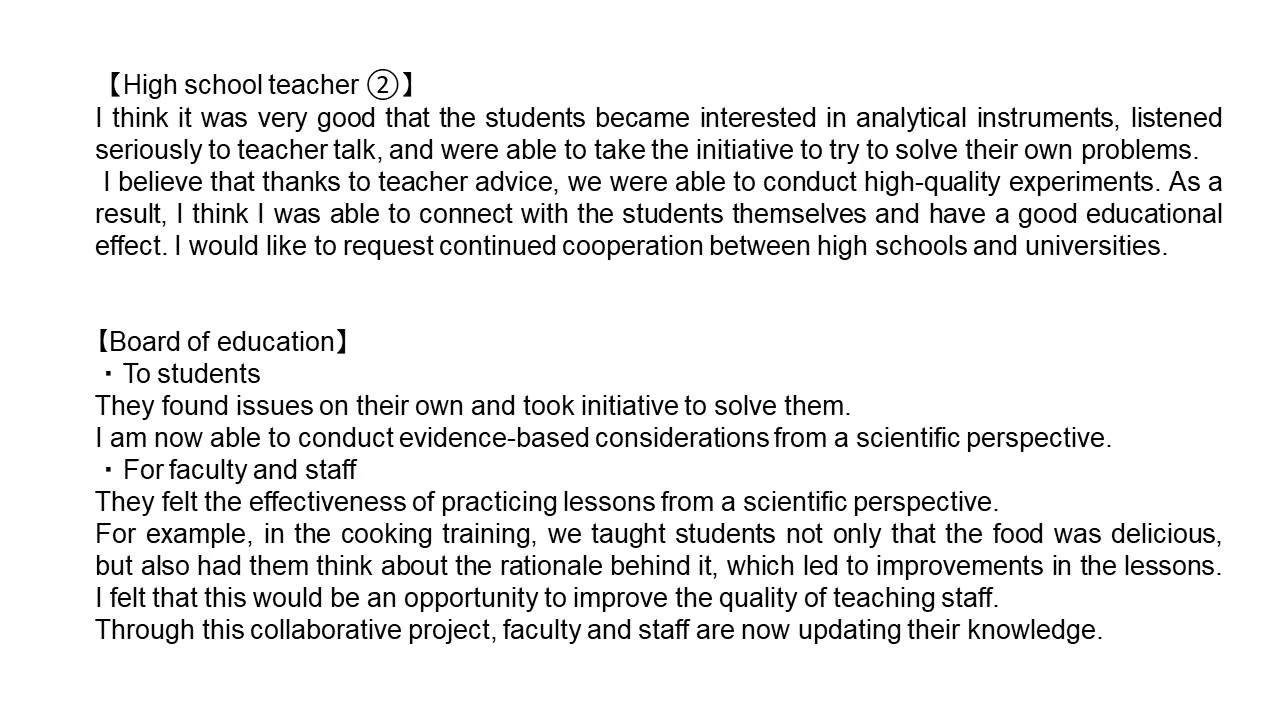 【High school teacher ②】
I think it was very good that the students became interested in analytical instruments, listened
seriously to teacher talk, and were able to take the initiative to try to solve their own problems.
I believe that thanks to teacher advice, we were able to conduct high-quality experiments. As a
result, I think I was able to connect with the students themselves and have a good educational
effect. I would like to request continued cooperation between high schools and universities.
【Board of education】
・To students
They found issues on their own and took initiative to solve them.
I am now able to conduct evidence-based considerations from a scientific perspective.
・For faculty and staff
They felt the effectiveness of practicing lessons from a scientific perspective.
For example, in the cooking training, we taught students not only that the food was delicious,
but also had them think about the rationale behind it, which led to improvements in the lessons.
I felt that this would be an opportunity to improve the quality of teaching staff.
Through this collaborative project, faculty and staff are now updating their knowledge.